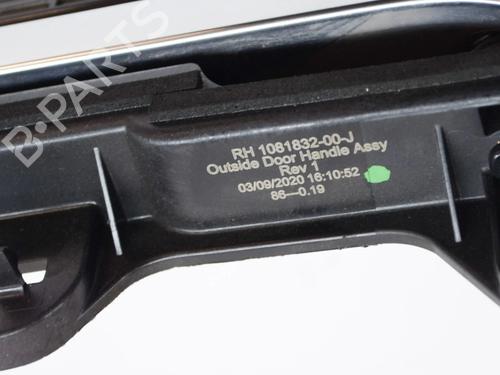 B-PARTS
RH 1081832-00-J
Outside Door Handle Assy
Rev 1
03/09/2020 16:10:52
86-0.19